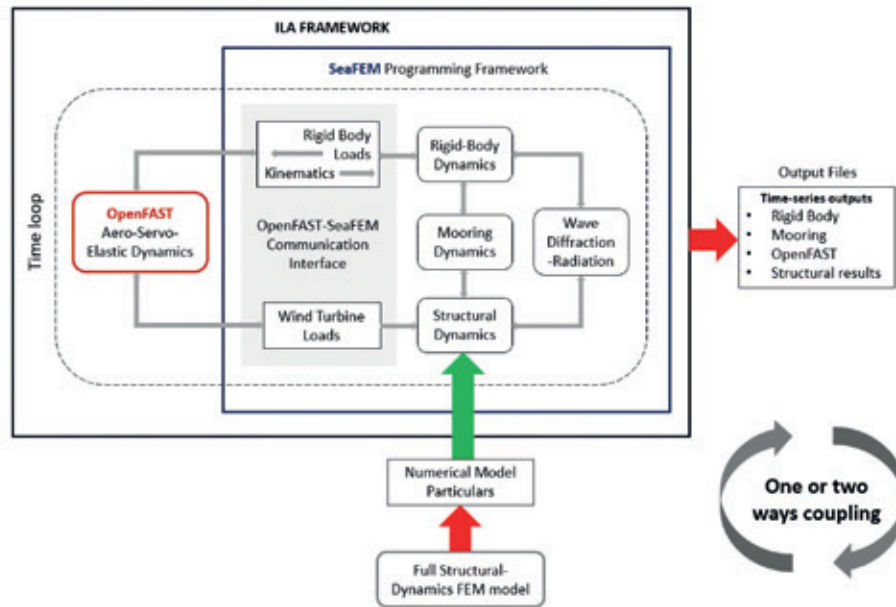 ILA FRAMEWORK
SeaFEM Programming Framework
Time loop
OpenFAST
Aero-Servo-
Elastic Dynamics
Rigid Body
Loads
Kinematics
OpenFAST-SeaFEM
Communication
Interface
Wind Turbine
Loads
Rigid-Body
Dynamics
Mooring
Dynamics
Structural
Dynamics
Wave
Diffraction
-Radiation
Output Files
Time-series outputs
• Rigid Body
• Mooring
• OpenFAST
• Structural results
Numerical Model
Particulars
Full Structural-
Dynamics FEM model
One or two
ways coupling